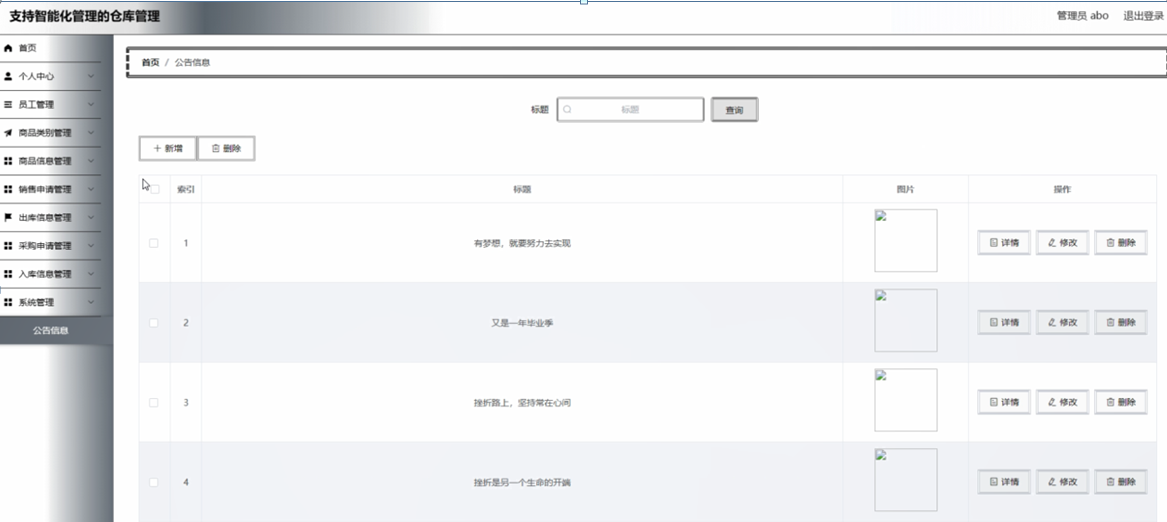 支持智能化管理的仓库管理
管理员 abo 退出登录
首页
个人中心
员工管理
商品类别管理
商品信息管理
销售申请管理
出库信息管理
采购申请管理
入库信息管理
系统管理
公告信息
首页 / 公告信息
标题 标题 查询
新增 删除
索引 标题 图片 操作
1 有梦想，就要努力去实现 详情 修改 删除
2 又是一年毕业季 详情 修改 删除
3 挫折路上，坚持常在心间 详情 修改 删除
4 挫折是另一个生命的开端 详情 修改 删除